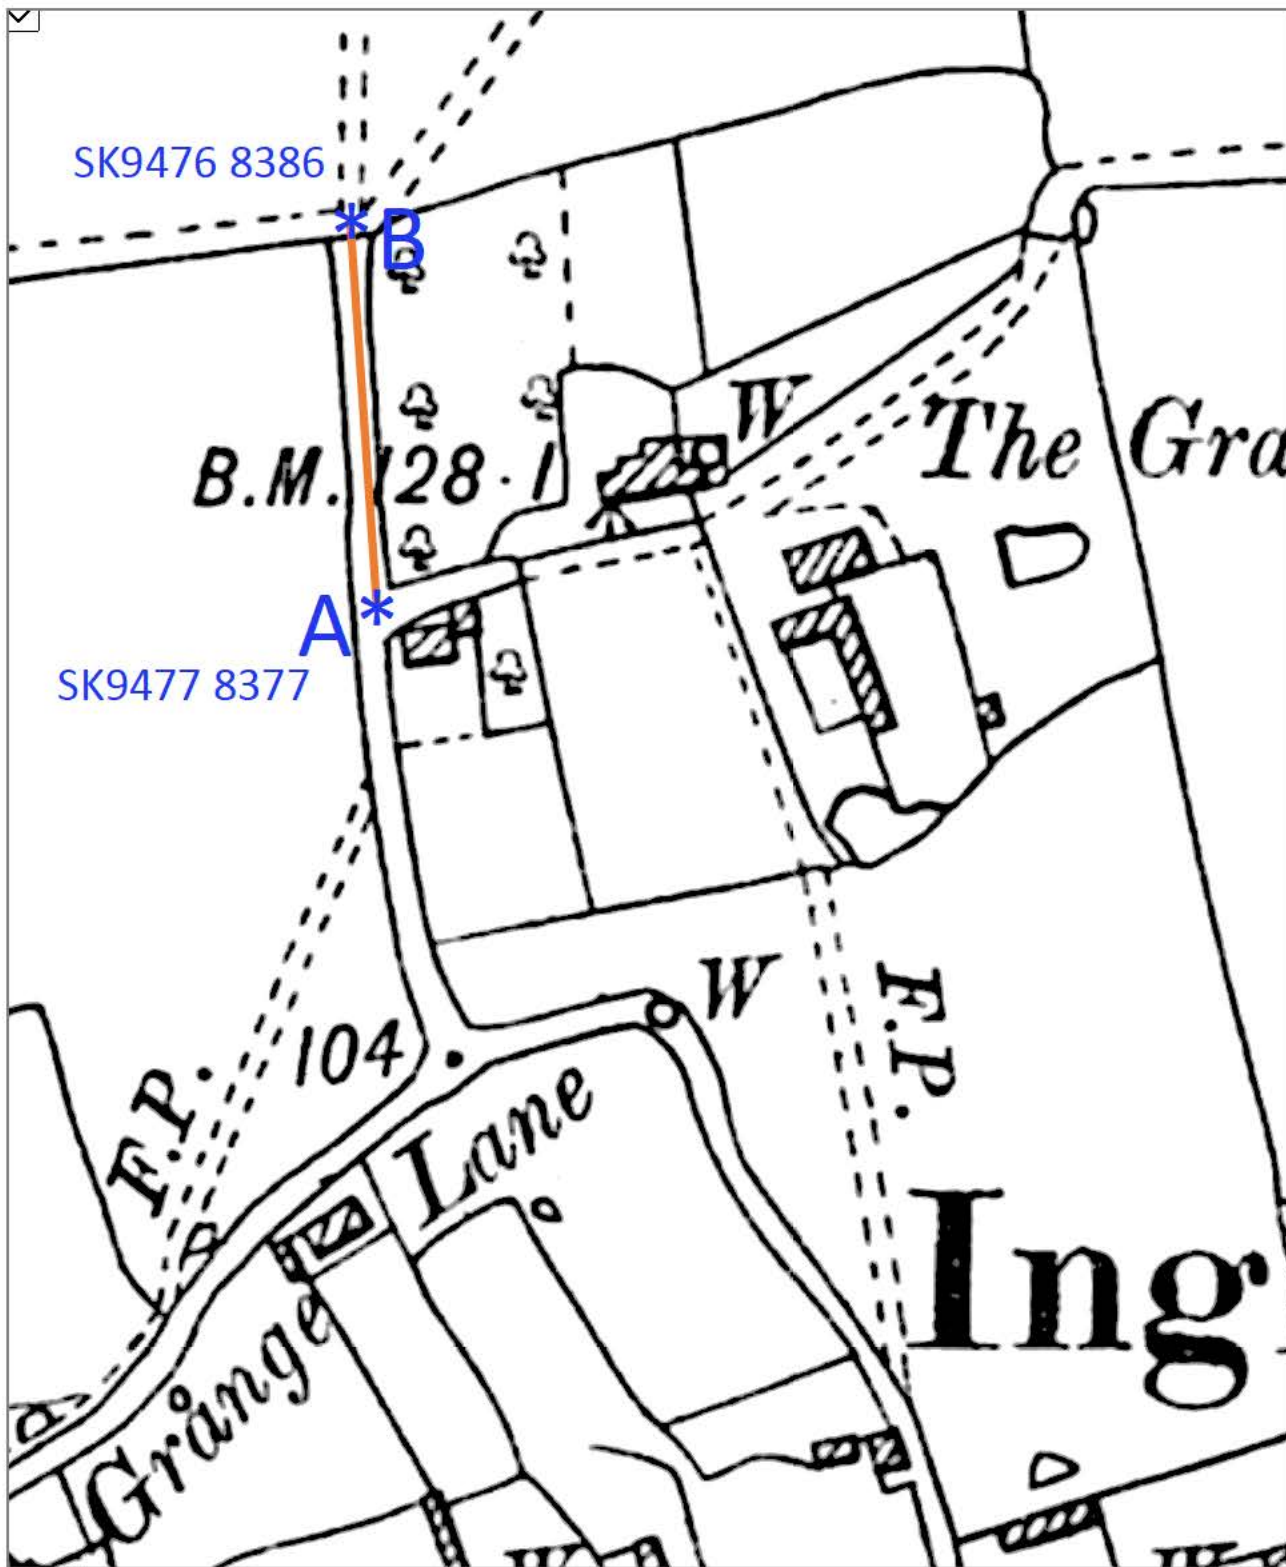 SK9476 8386
B
W
The Gra
B.M. 128.1
A
SK9477 8377
W
F.P.
104
F.P.
Lane
Ing
Grange
W
W